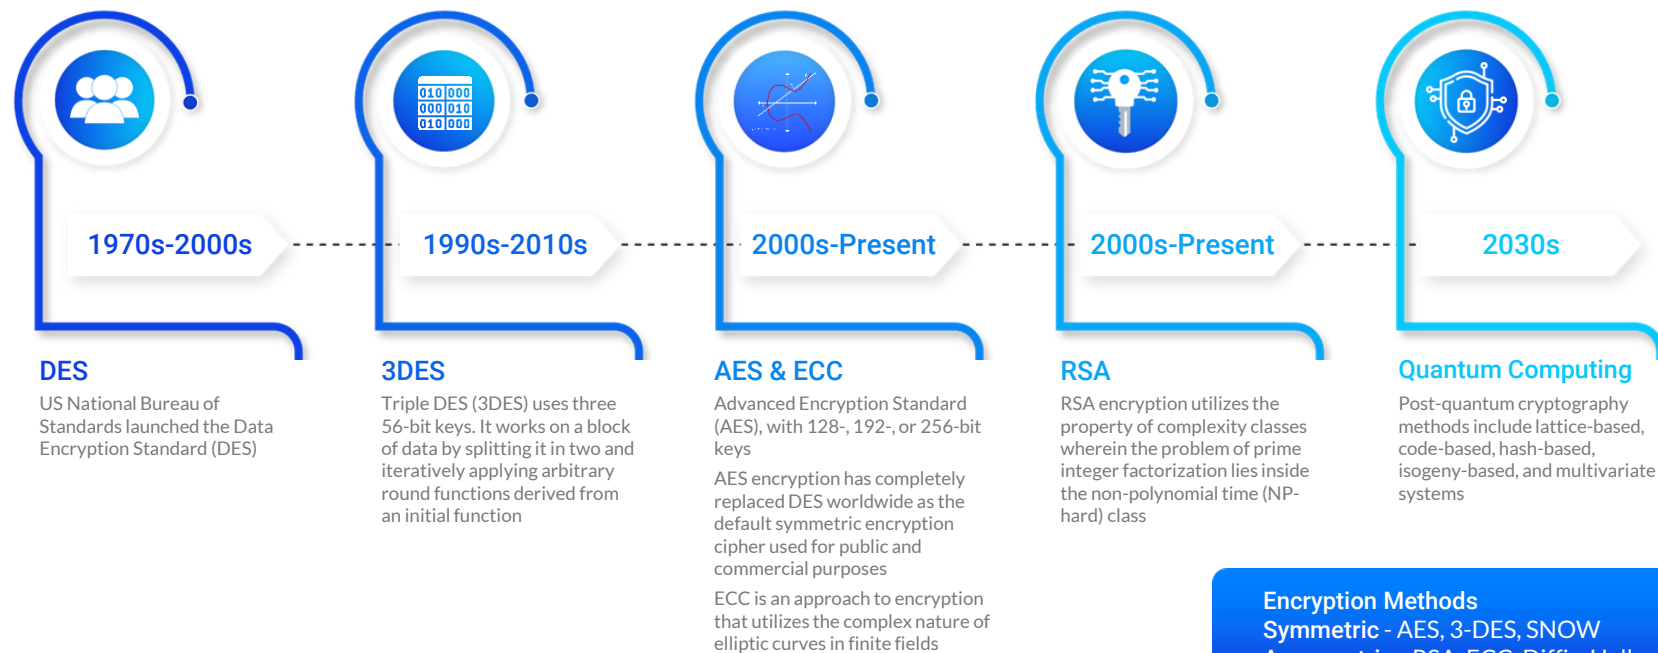 010 000
000 010
010 000
1970s-2000s
1990s-2010s
2000s-Present
2000s-Present
2030s
DES
US National Bureau of
Standards launched the Data
Encryption Standard (DES)
3DES
Triple DES (3DES) uses three
56-bit keys. It works on a block
of data by splitting it in two and
iteratively applying arbitrary
round functions derived from
an initial function
AES & ECC
Advanced Encryption Standard
(AES), with 128-, 192-, or 256-bit
keys
AES encryption has completely
replaced DES worldwide as the
default symmetric encryption
cipher used for public and
commercial purposes
ECC is an approach to encryption
that utilizes the complex nature of
elliptic curves in finite fields
RSA
RSA encryption utilizes the
property of complexity classes
wherein the problem of prime
integer factorization lies inside
the non-polynomial time (NP-
hard) class
Quantum Computing
Post-quantum cryptography
methods include lattice-based,
code-based, hash-based,
isogeny-based, and multivariate
systems
Encryption Methods
Symmetric - AES, 3-DES, SNOW